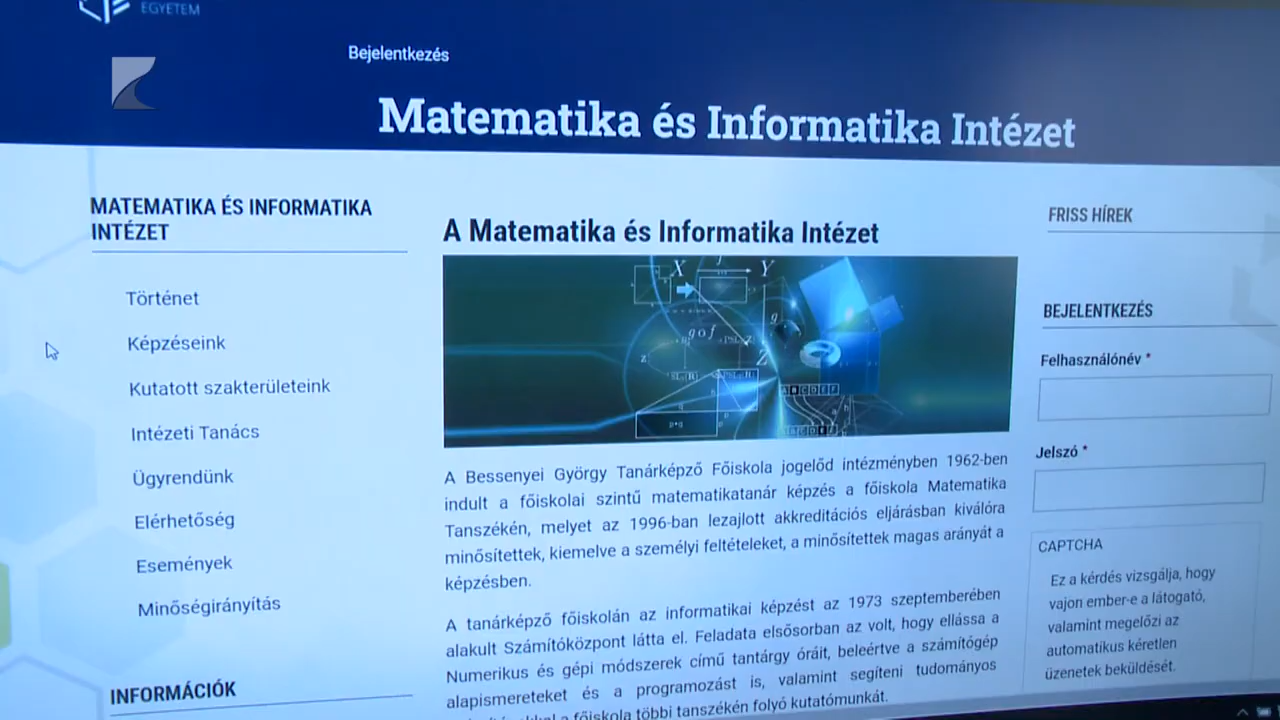 EGYETEM
Bejelentkezés
Matematika és Informatika Intézet
MATEMATIKA ÉS INFORMATIKA
INTÉZET
Történet
Képzéseink
Kutatott szakterületeink
Intézeti Tanács
Ügyrendünk
Elérhetőség
Események
Minőségirányítás
INFORMÁCIÓK
A Matematika és Informatika Intézet
X
Y
g o f
g
Z
A Bessenyei György Tanárképző Főiskola jogelőd intézményben 1962-ben
indult a főiskolai szintű matematikatanár képzés a főiskola Matematika
Tanszékén, melyet az 1996-ban lezajlott akkreditációs eljárásban kiválóra
minősítettek, kiemelve a személyi feltételeket, a minősítettek magas arányát a
képzésben.
A tanárképző főiskolán az informatikai képzést az 1973 szeptemberében
alakult Számítóközpont látta el. Feladata elsősorban az volt, hogy ellássa a
Numerikus és gépi módszerek című tantárgy óráit, beleértve a számítógép
alapismereteket és a programozást is, valamint segíteni tudományos
a főiskola többi tanszékén folyó kutatómunkát.
FRISS HÍREK
BEJELENTKEZÉS
Felhasználónév *
Jelszó *
CAPTCHA
Ez a kérdés vizsgálja, hogy
vajon ember-e a látogató,
valamint megelőzi az
automatikus kéretlen
üzenetek beküldését.